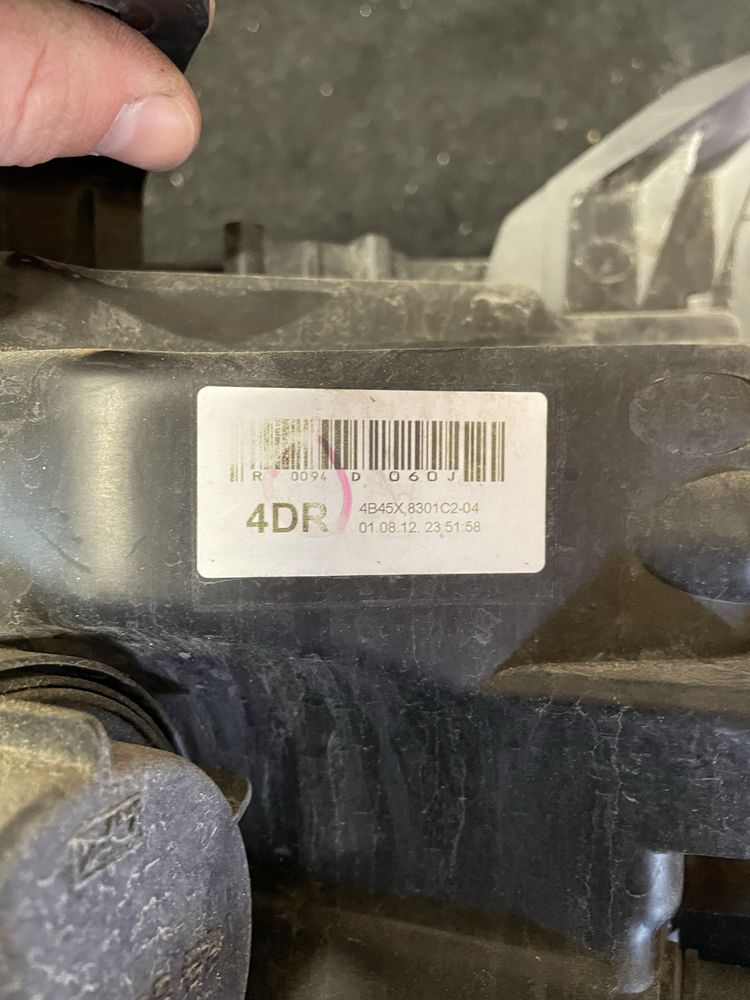 R 0094 D 060J
4DR
4B45X,8301C2-04
01.08.12. 23:51:58